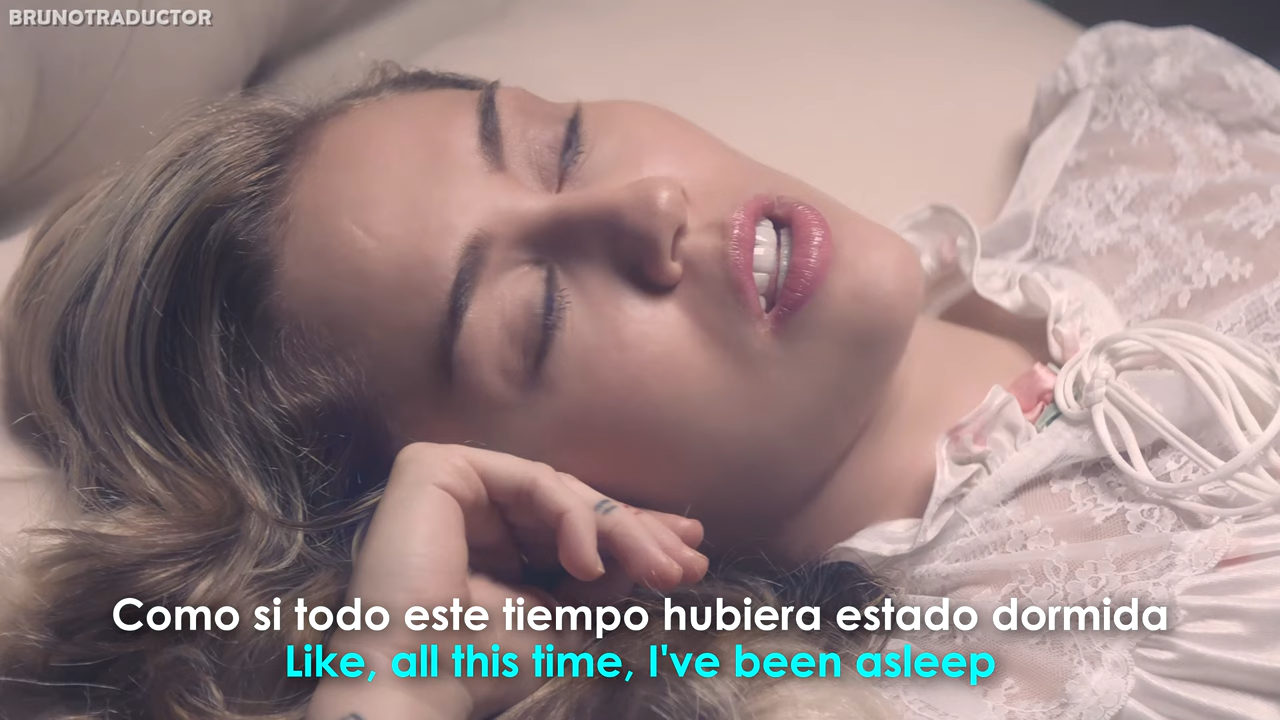 BRUNOTRADUCTOR
Como si todo este tiempo hubiera estado dormida
Like, all this time, I've been asleep